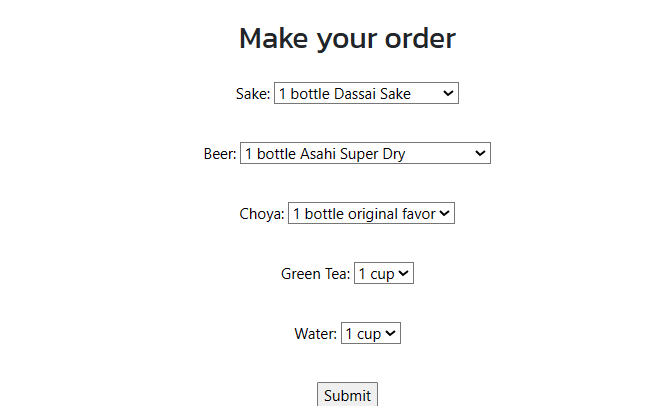 Make your order
Sake: 1 bottle Dassai Sake
Beer: 1 bottle Asahi Super Dry
Choya: 1 bottle original favor
Green Tea: 1 cup
Water: 1 cup
Submit